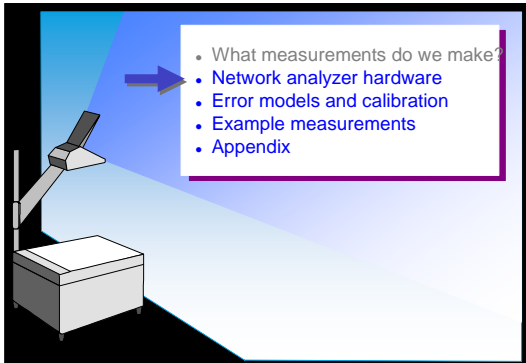 • What measurements do we make?
• Network analyzer hardware
• Error models and calibration
• Example measurements
• Appendix